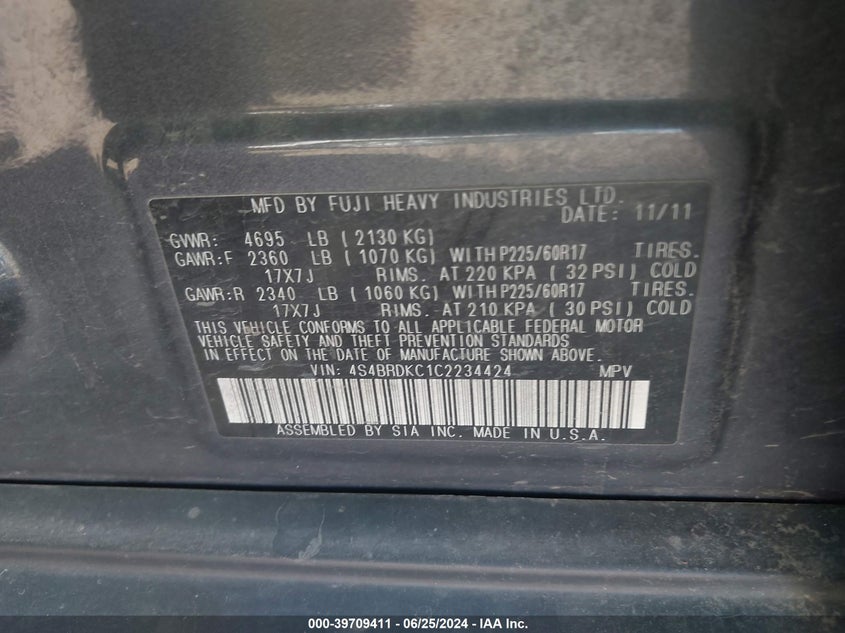 MFD BY FUJI HEAVY INDUSTRIES LTD.
DATE: 11/11
GVWR: 4695 LB ( 2130 KG)
GAWR:F 2360 LB ( 1070 KG) WITH P225/60R17 TIRES.
17X7J RIMS. AT 220 KPA ( 32 PSI) COLD
GAWR:R 2340 LB ( 1060 KG) WITH P225/60R17 TIRES.
17X7J RIMS. AT 210 KPA ( 30 PSI) COLD
THIS VEHICLE CONFORMS TO ALL APPLICABLE FEDERAL MOTOR
VEHICLE SAFETY AND THEFT PREVENTION STANDARDS
IN EFFECT ON THE DATE OF MANUFACTURE SHOWN ABOVE.
VIN: 4S4BRDKC1C2234424 MPV
ASSEMBLED BY SIA INC. MADE IN U.S.A.
000-39709411 - 06/25/2024 - IAA Inc.